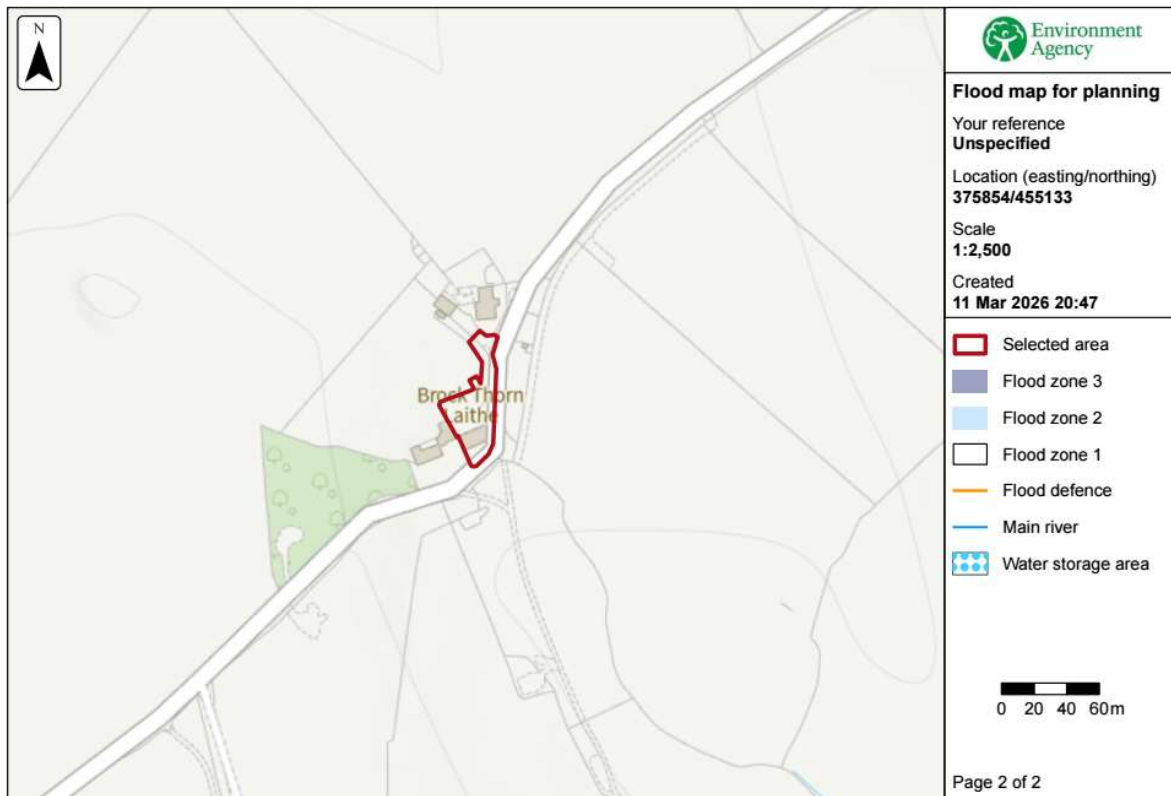 N
Brock Thorn
Laithe
Environment
Agency
Flood map for planning
Your reference
Unspecified
Location (easting/northing)
375854/455133
Scale
1:2,500
Created
11 Mar 2026 20:47
Selected area
Flood zone 3
Flood zone 2
Flood zone 1
Flood defence
Main river
Water storage area
0 20 40 60m
Page 2 of 2